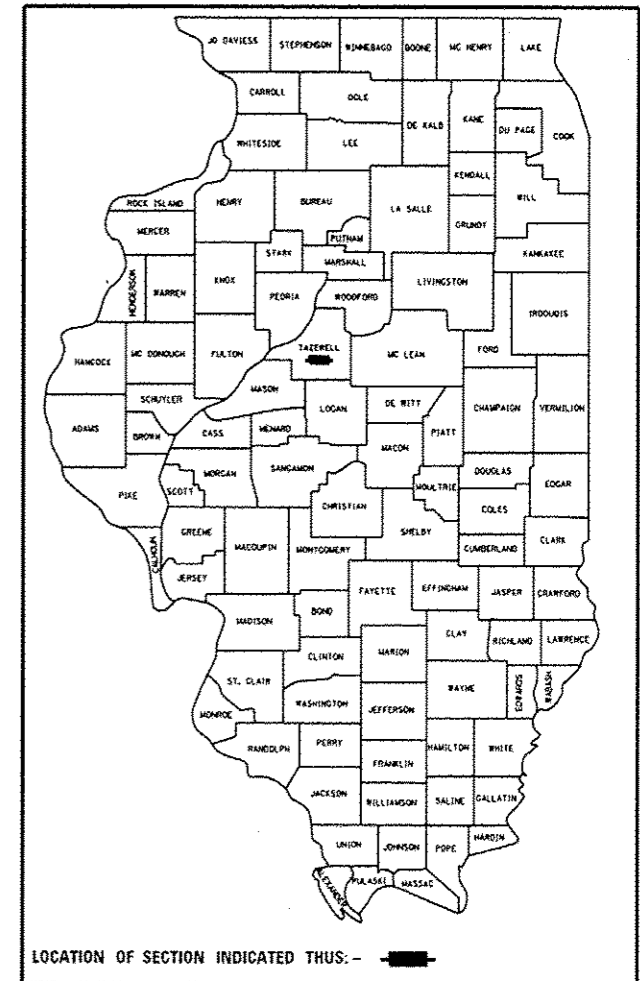 JO DAVIESS STEPHENSON WINNEBAGO BOONE MC HENRY LAKE
CARROLL OGLE DE KALB KANE DU PAGE COOK
WHITESIDE LEE KENDALL WILL
ROCK ISLAND HENRY BUREAU LA SALLE GRUNDY
MERCER PUTNAM KANKAKEE
STARK MARSHALL
HENDERSON WARREN KNOX PEORIA WOODFORD LIVINGSTON IROQUOIS
TAZEWELL
HANCOCK MC DONOUGH FULTON MC LEAN FORD
MASON
SCHUYLER LOGAN DE WITT CHAMPAIGN VERMILION
ADAMS BROWN CASS MENARD MACON PIATT
MORGAN SANGAMON DOUGLAS
PIKE SCOTT CHRISTIAN MOULTRIE COLES EDGAR
GREENE MACOUPIN MONTGOMERY SHELBY CUMBERLAND CLARK
CALHOUN JERSEY
FAYETTE EFFINGHAM JASPER CRAWFORD
MADISON BOND
CLAY RICHLAND LAWRENCE
CLINTON MARION
ST. CLAIR WAYNE EDWARDS WABASH
WASHINGTON JEFFERSON
MONROE
RANDOLPH PERRY HAMILTON WHITE
FRANKLIN
JACKSON WILLIAMSON SALINE GALLATIN
UNION JOHNSON POPE HARDIN
ALEXANDER PULASKI MASSAC
LOCATION OF SECTION INDICATED THUS: -